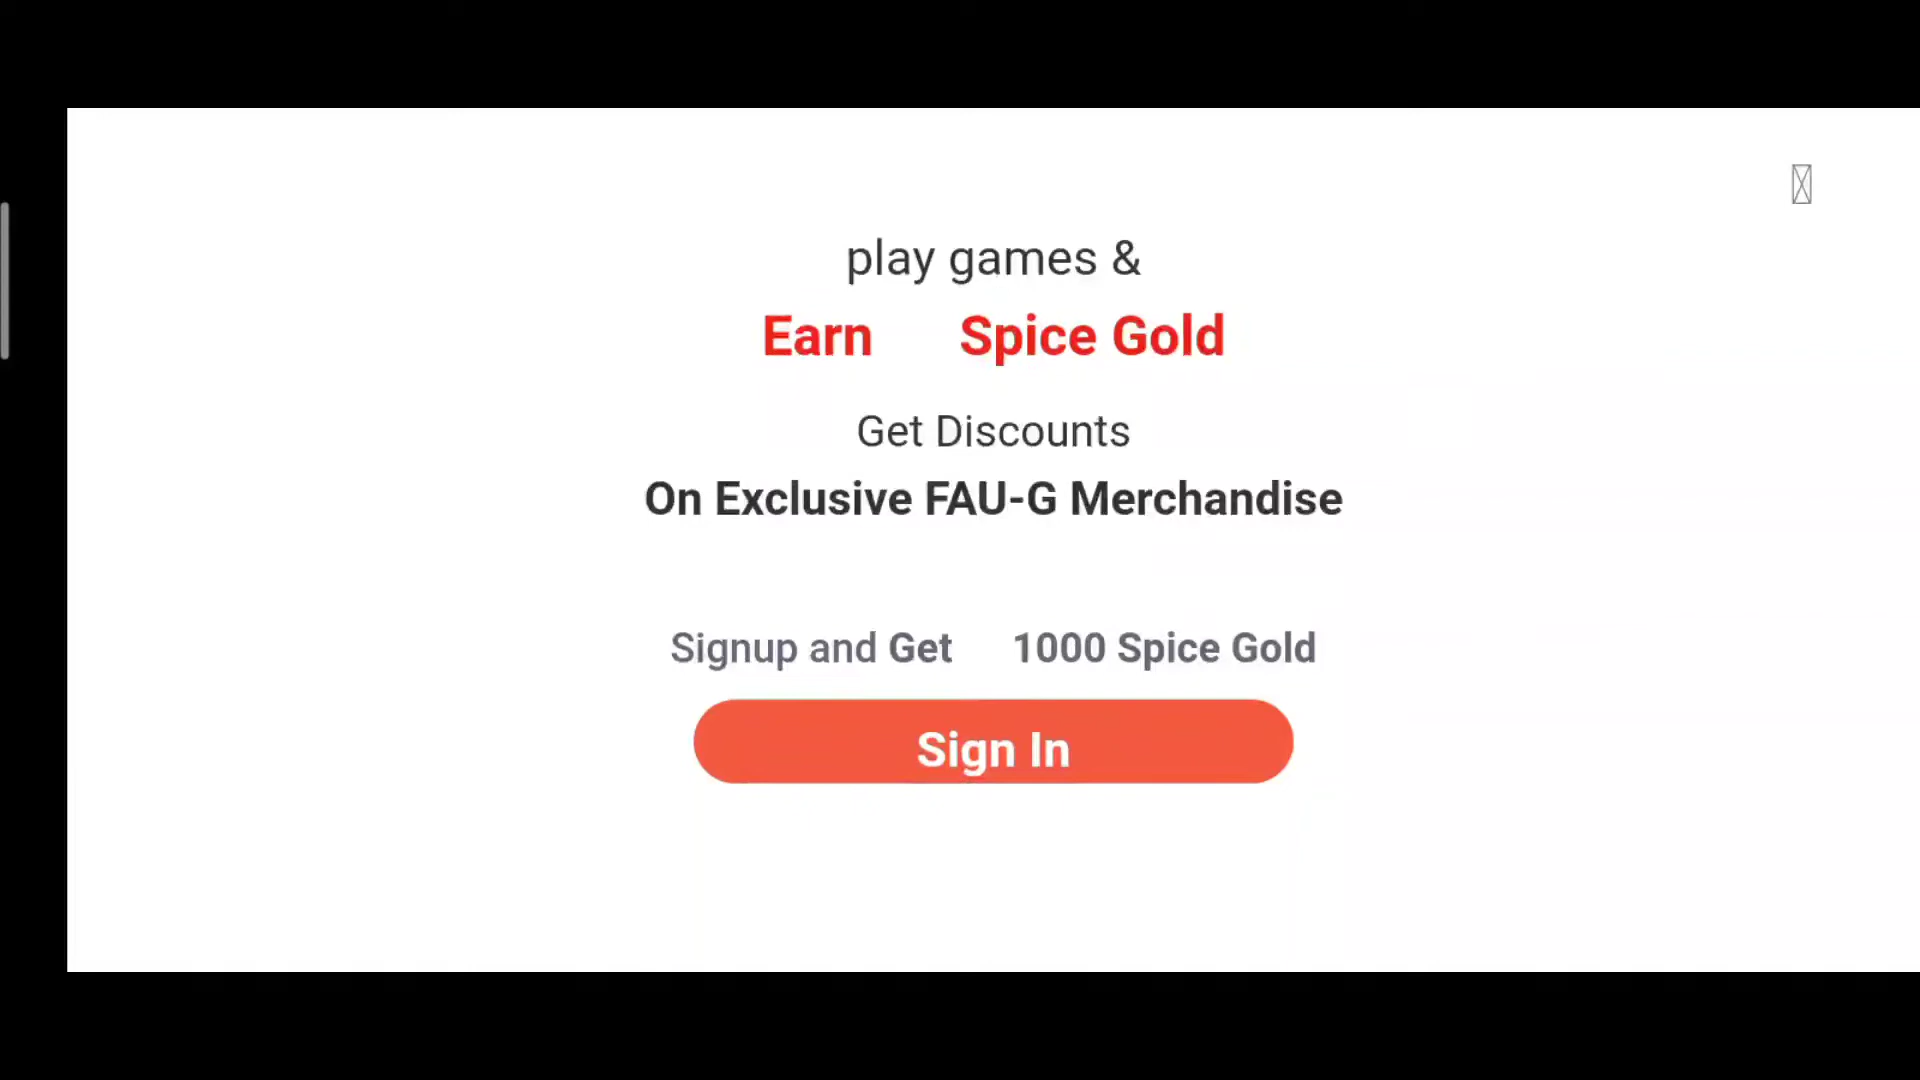 play games &
Earn Spice Gold
Get Discounts
On Exclusive FAU-G Merchandise
Signup and Get 1000 Spice Gold
Sign In